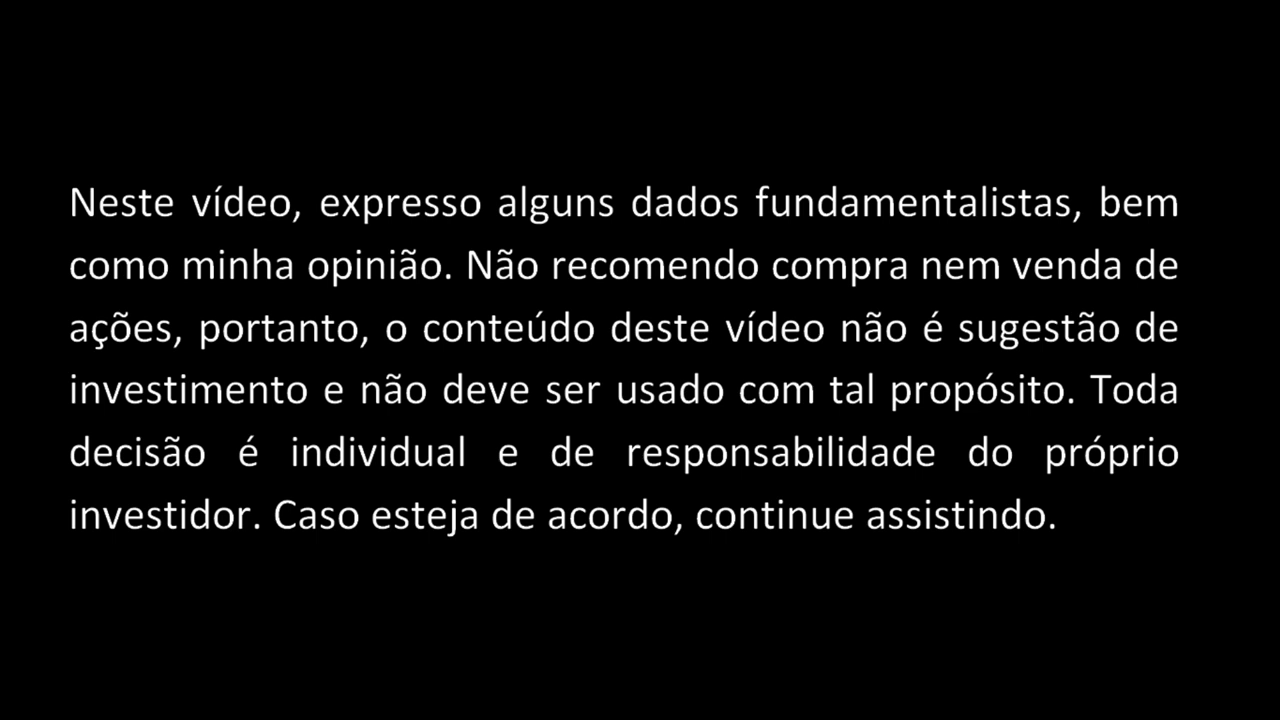 Neste vídeo, expresso alguns dados fundamentalistas, bem
como minha opinião. Não recomendo compra nem venda de
ações, portanto, o conteúdo deste vídeo não é sugestão de
investimento e não deve ser usado com tal propósito. Toda
decisão é individual e de responsabilidade do próprio
investidor. Caso esteja de acordo, continue assistindo.